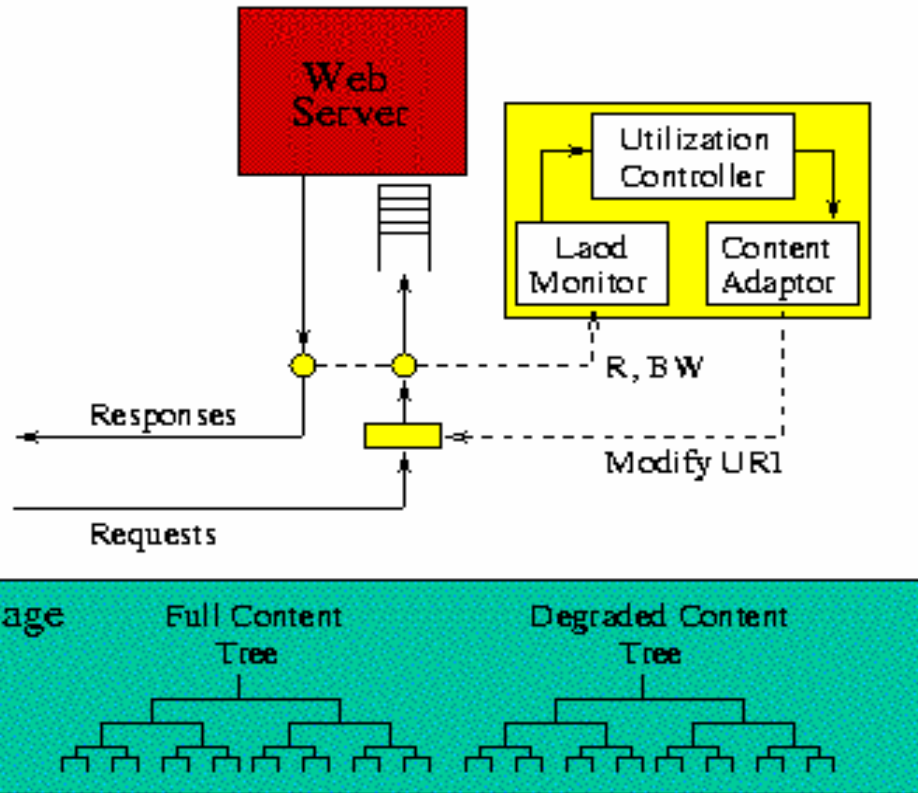 Web
Server
Utilization
Controller
Laod
Monitor
Content
Adaptor
R, BW
Responses
Modify URl
Requests
age
Full Content
Tree
Degraded Content
Tree